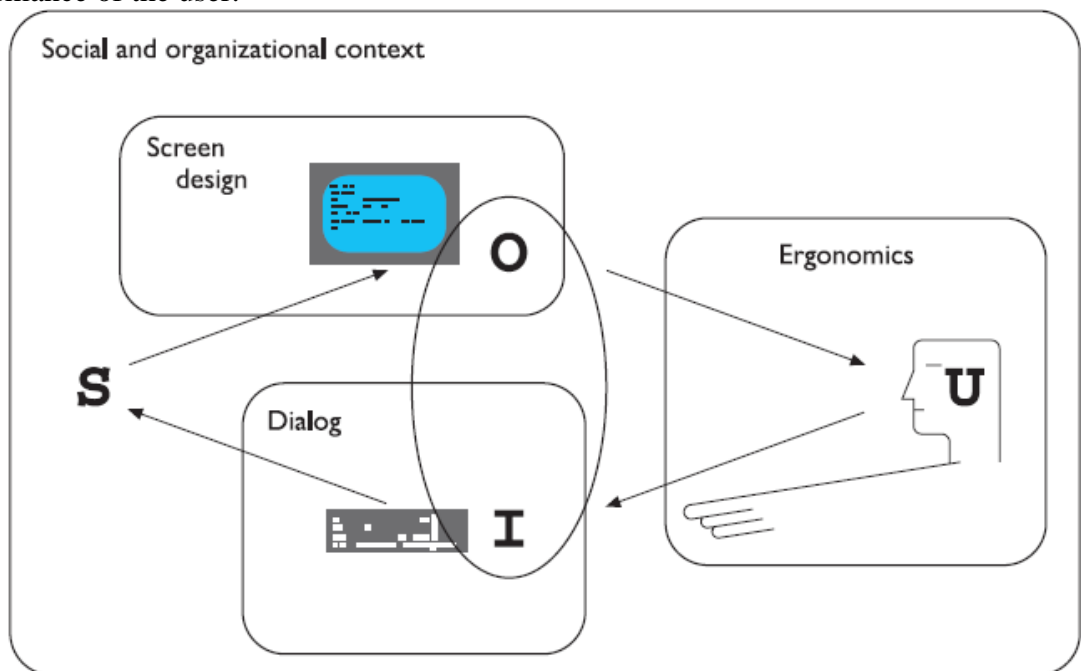 Social and organizational context
Screen
design
O
Ergonomics
S
U
Dialog
I